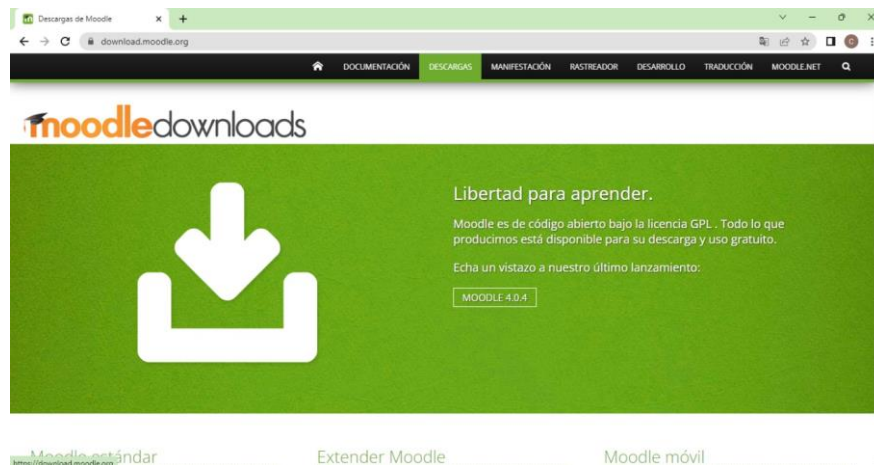 Descargas de Moodle
download.moodle.org
DOCUMENTACIÓN DESCARGAS MANIFESTACIÓN RASTREADOR DESARROLLO TRADUCCIÓN MOODLE.NET
moodledownloads
Libertad para aprender.
Moodle es de código abierto bajo la licencia GPL . Todo lo que
producimos está disponible para su descarga y uso gratuito.
Echa un vistazo a nuestro último lanzamiento:
MOODLE 4.0.4
Moodle estándar Extender Moodle Moodle móvil
https://download.moodle.org